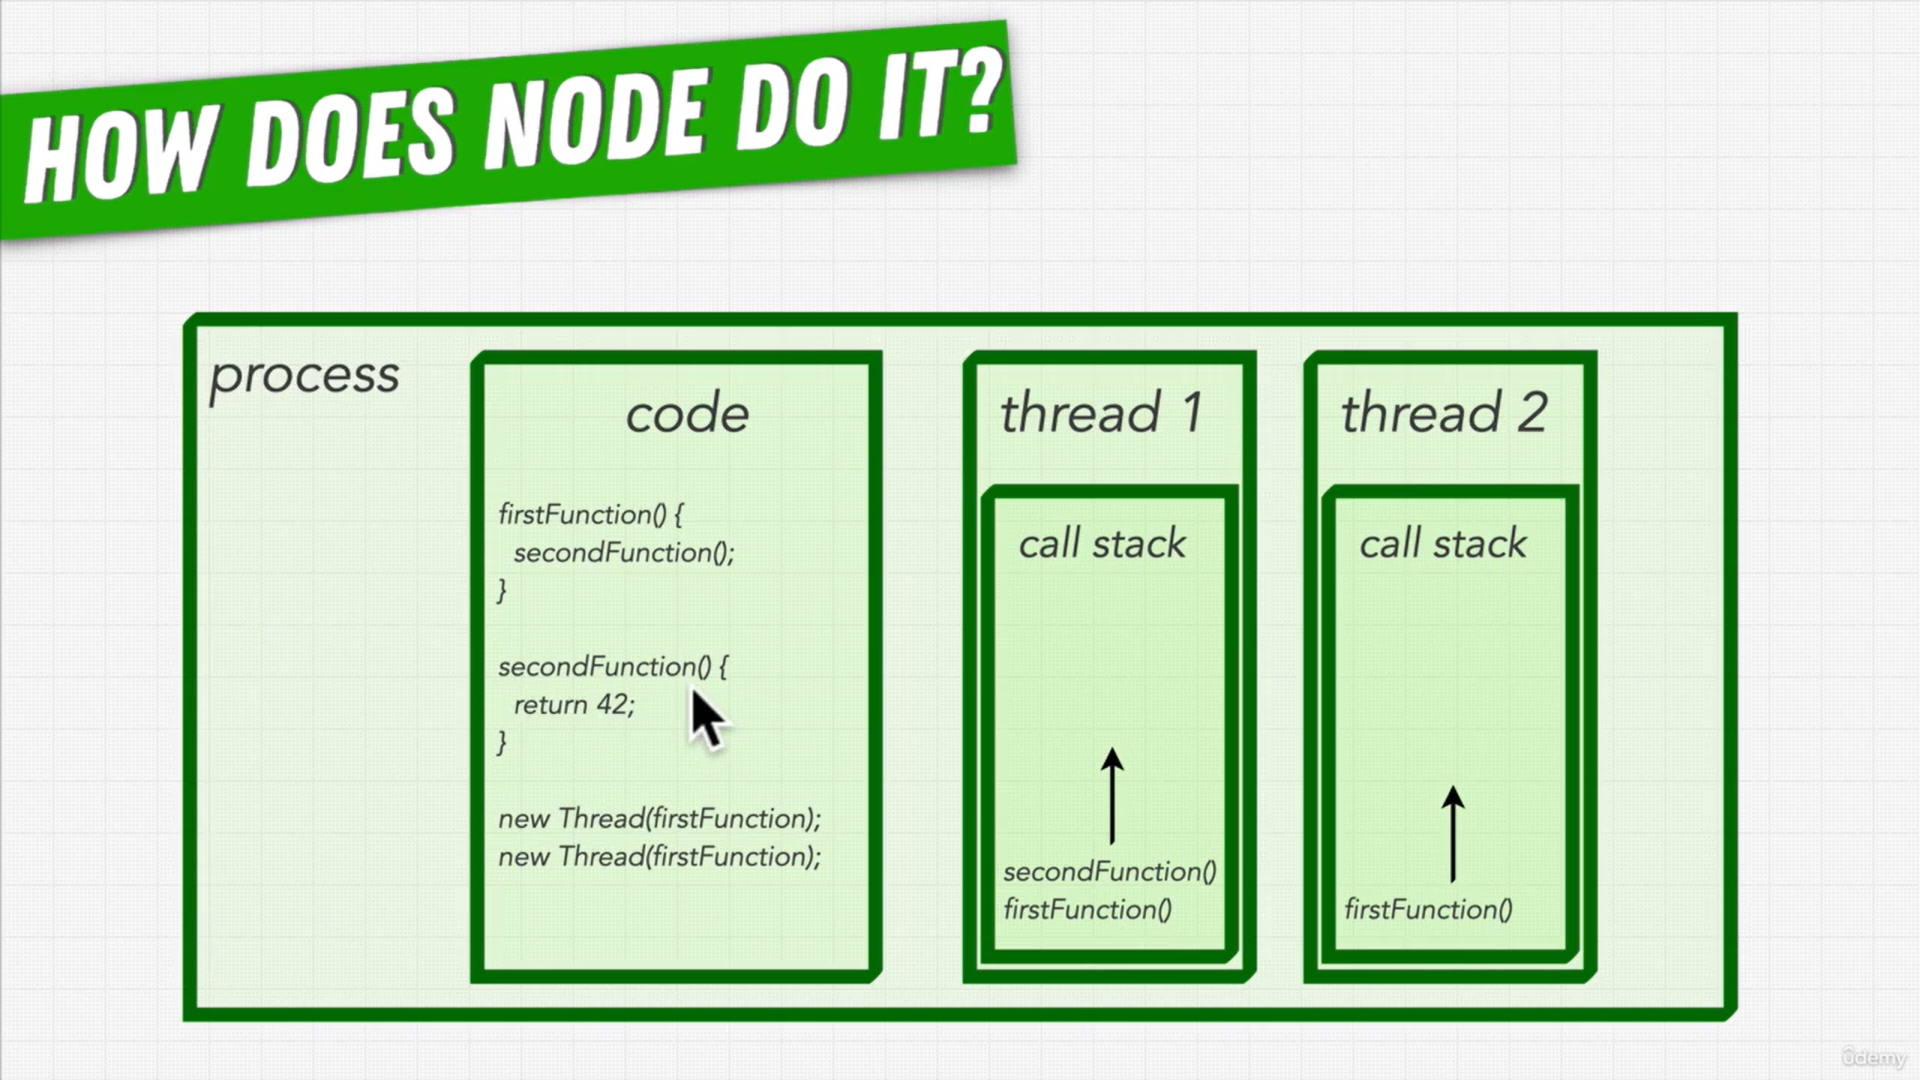 HOW DOES NODE DO IT?
process
code
firstFunction() {
secondFunction();
}
secondFunction() {
return 42;
}
new Thread(firstFunction);
new Thread(firstFunction);
thread 1
call stack
secondFunction()
firstFunction()
thread 2
call stack
firstFunction()
ûdemy